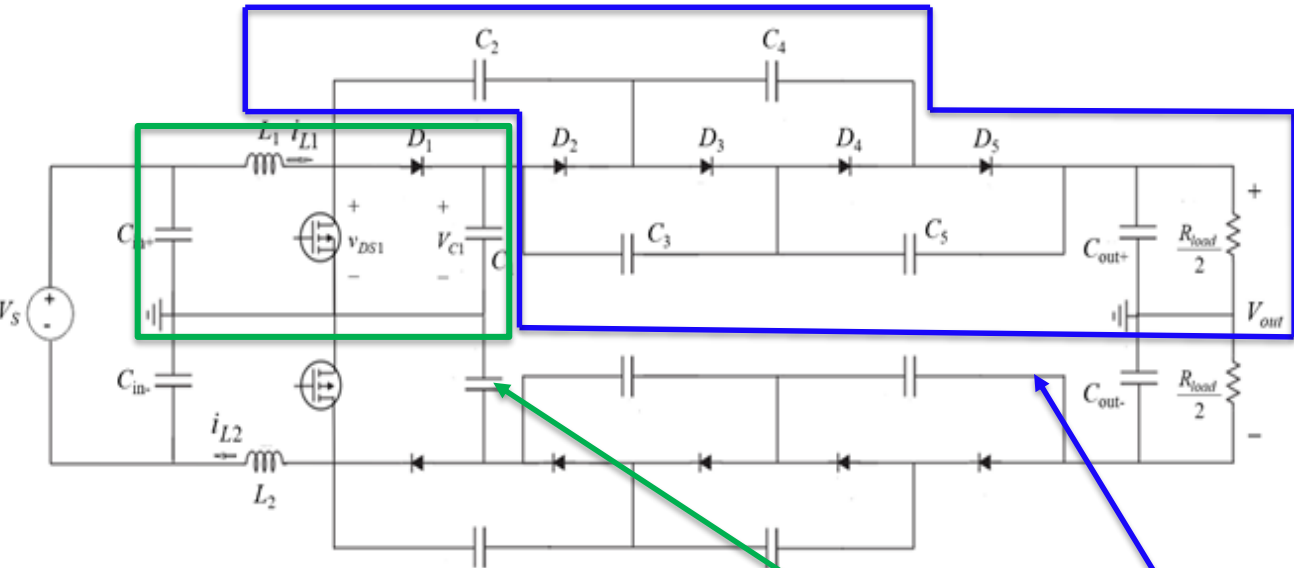 C2
C4
L1 iL1
D1
D2
D3
D4
D5
+
+
+
vDS1
VC1
C3
C5
Cout+
Rload
2
−
−
VS
+
-
Vout
Cin-
Cout-
Rload
2
iL2
−
L2